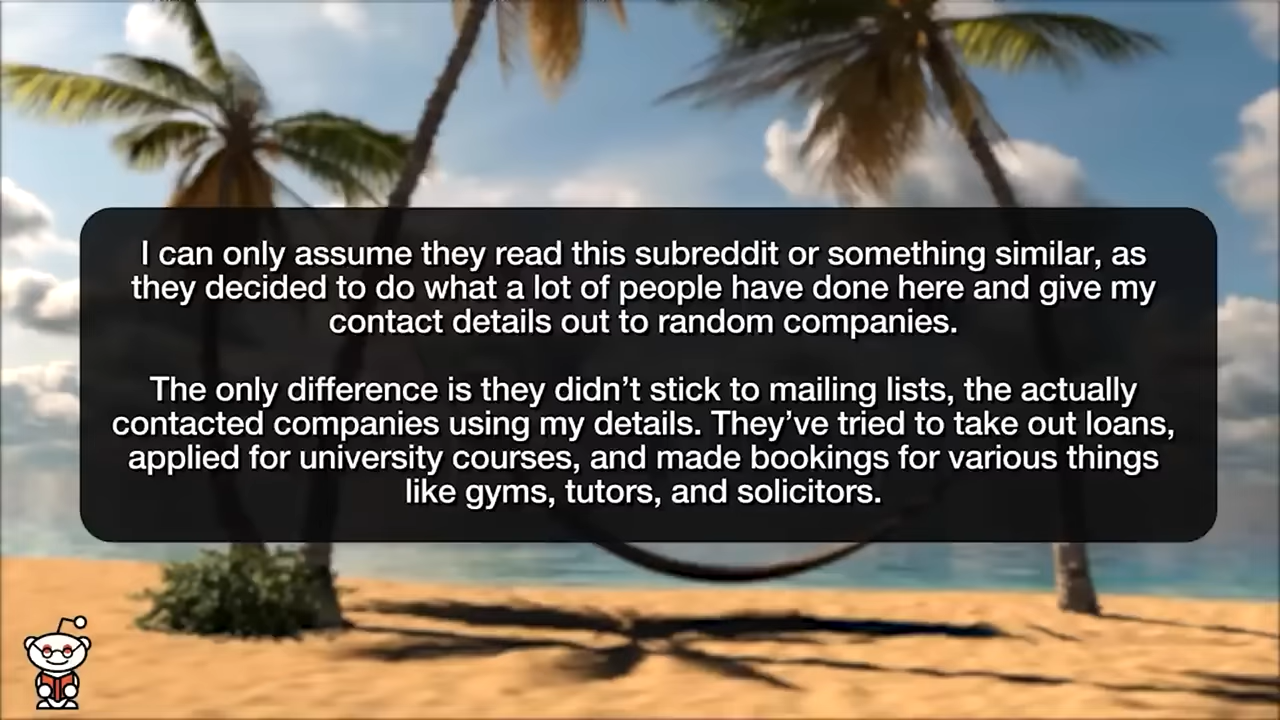 I can only assume they read this subreddit or something similar, as
they decided to do what a lot of people have done here and give my
contact details out to random companies.
The only difference is they didn’t stick to mailing lists, the actually
contacted companies using my details. They’ve tried to take out loans,
applied for university courses, and made bookings for various things
like gyms, tutors, and solicitors.